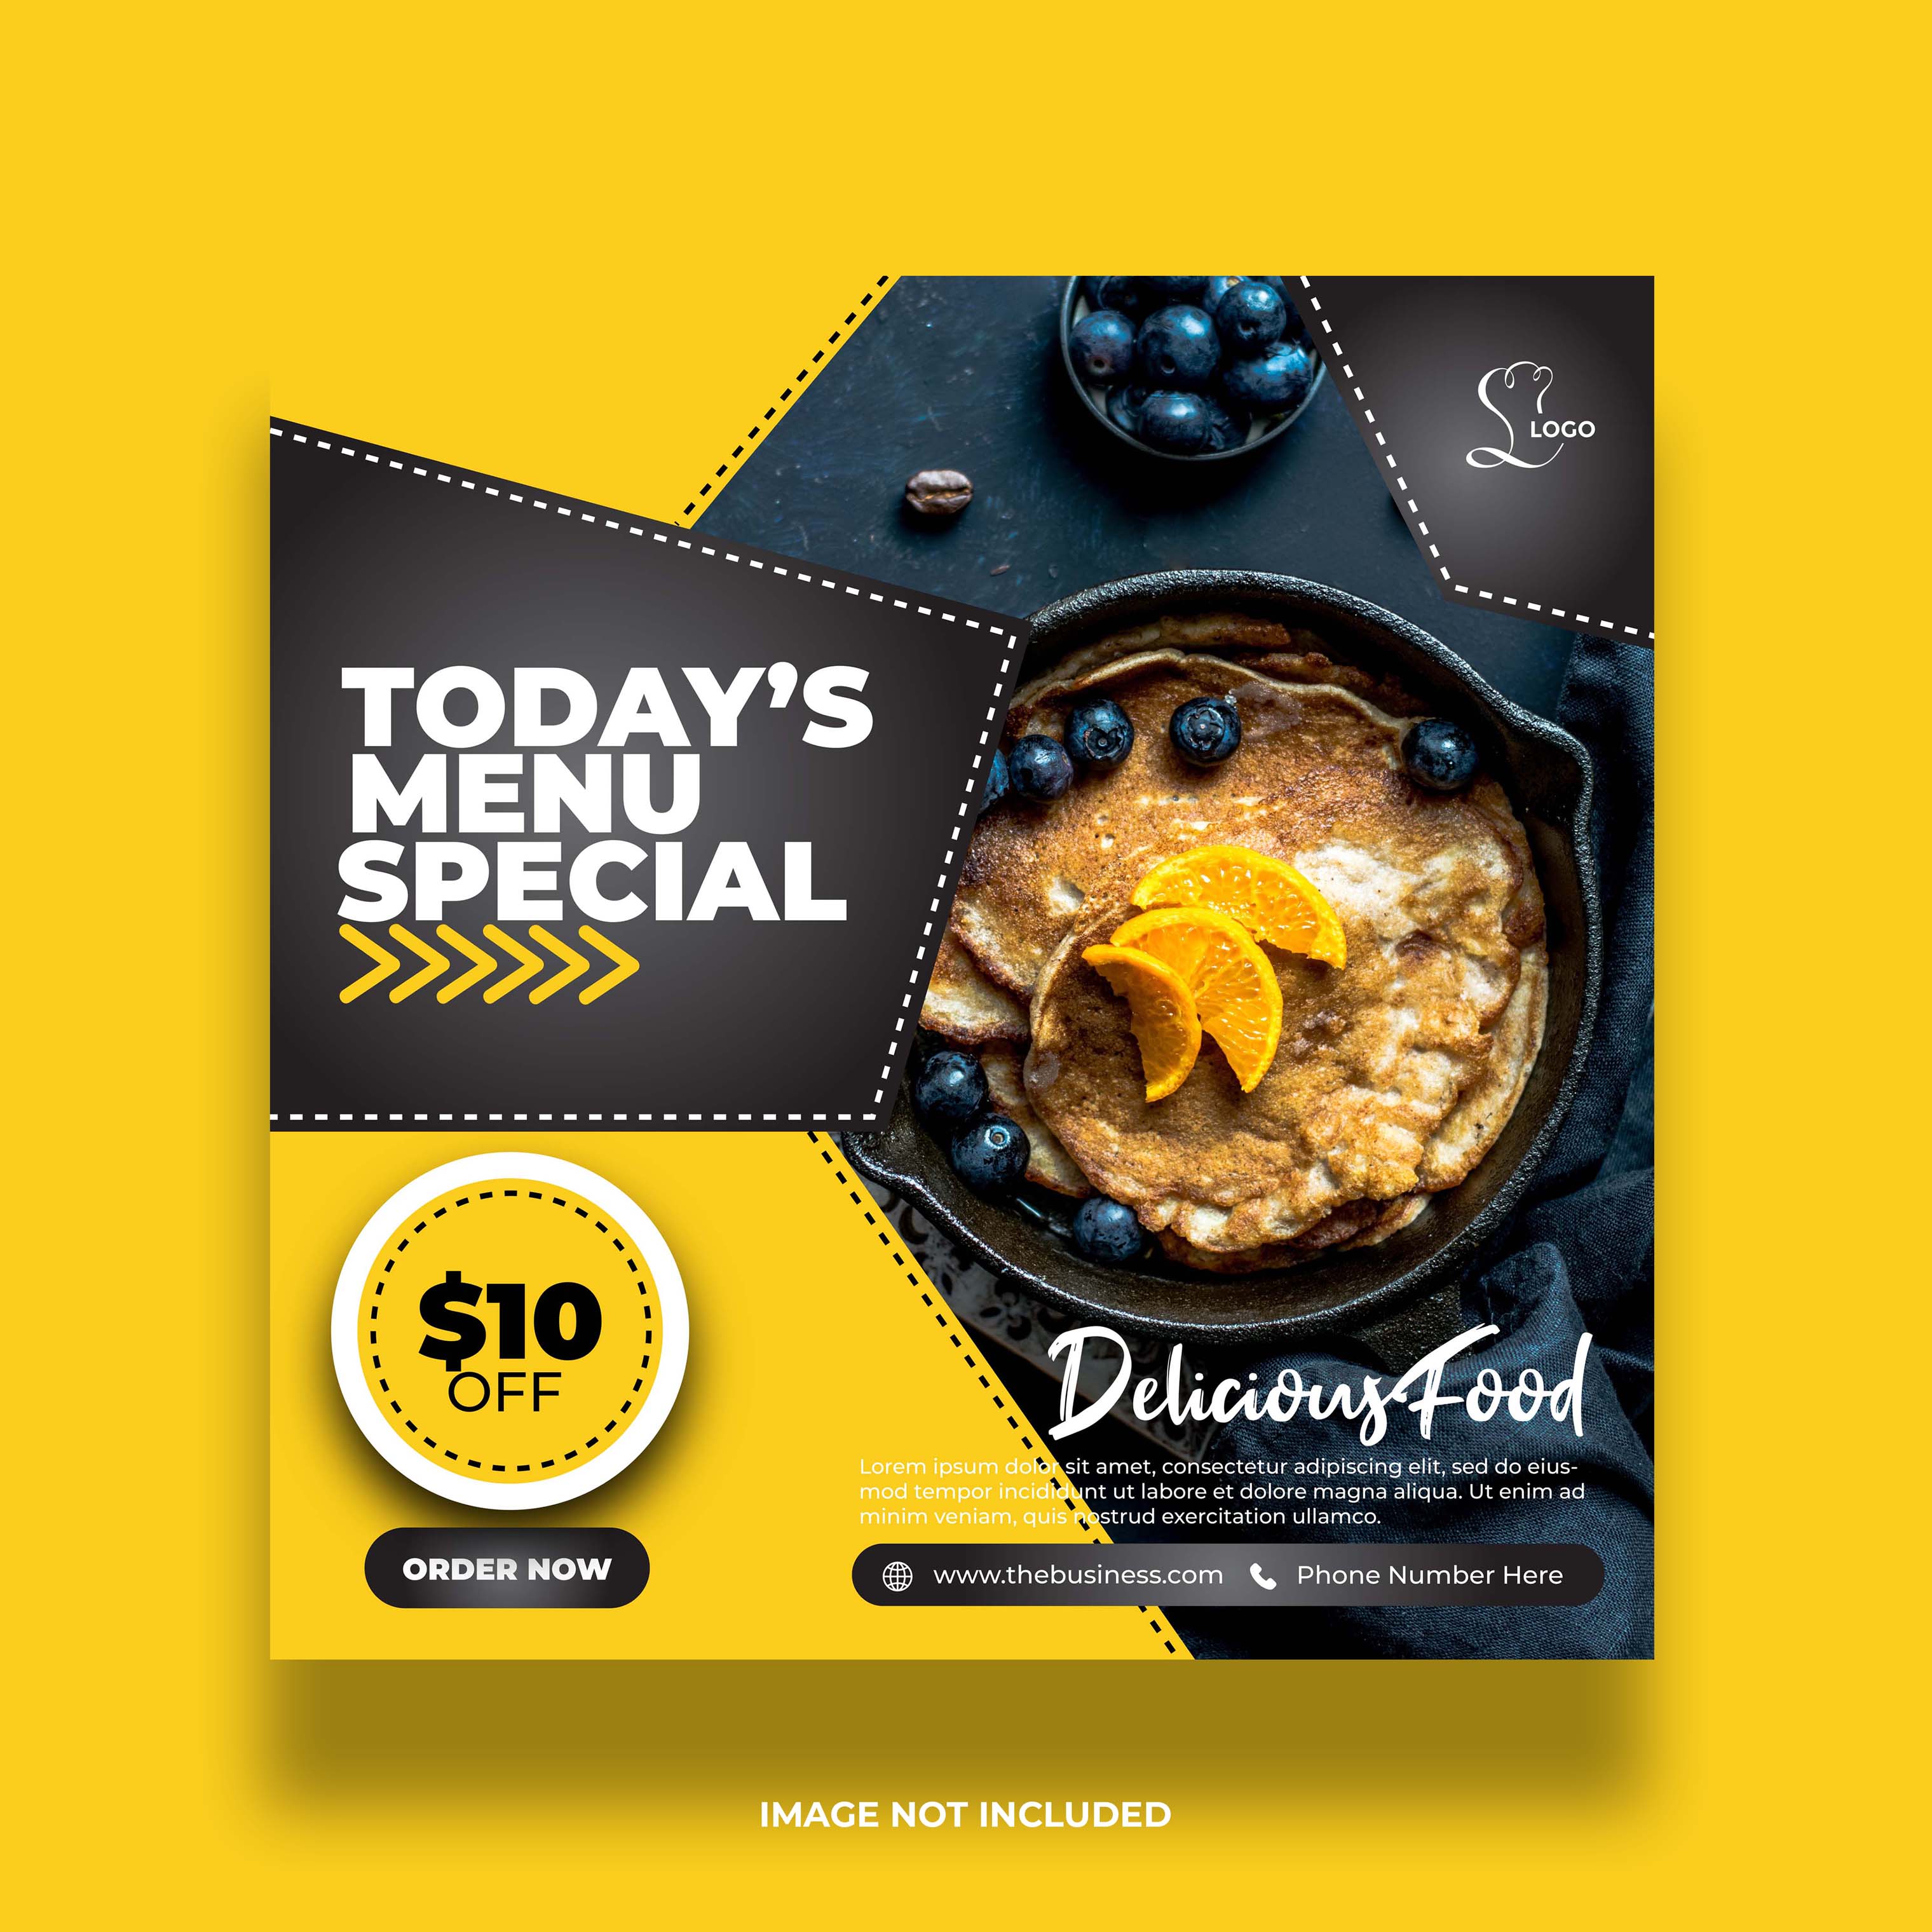 LOGO
TODAY’S
MENU
SPECIAL
$10
OFF
ORDER NOW
Delicious Food
Lorem ipsum dolor sit amet, consectetur adipiscing elit, sed do eius-
mod tempor incididunt ut labore et dolore magna aliqua. Ut enim ad
minim veniam, quis nostrud exercitation ullamco.
www.thebusiness.com Phone Number Here
IMAGE NOT INCLUDED